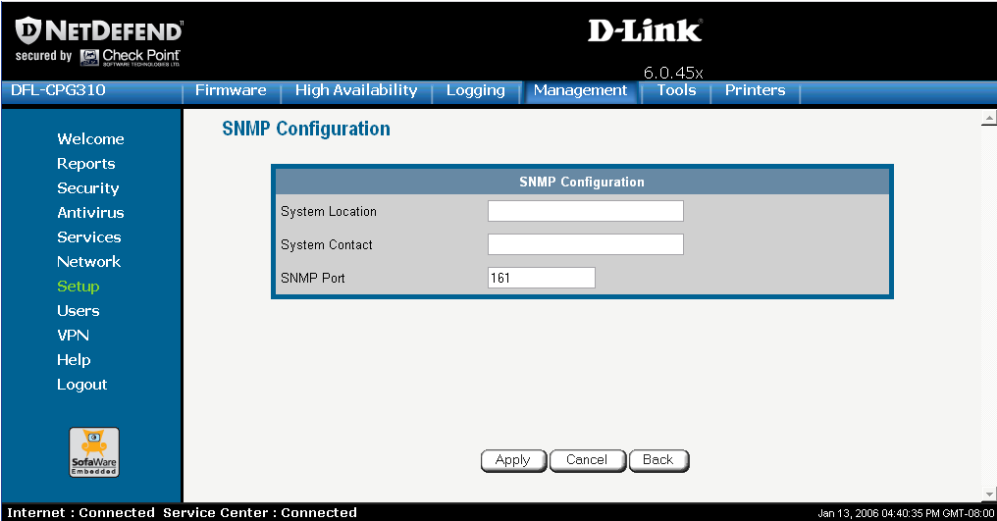 NETDEFEND
secured by Check Point
SOFTWARE TECHNOLOGIES LTD.
D-Link
6.0.45x
DFL-CPG310
Firmware High Availability Logging Management Tools Printers
Welcome
Reports
Security
Antivirus
Services
Network
Setup
Users
VPN
Help
Logout
SofaWare
Embedded
SNMP Configuration
SNMP Configuration
System Location
System Contact
SNMP Port 161
Apply Cancel Back
Internet : Connected Service Center : Connected
Jan 13, 2006 04:40:35 PM GMT-08:00